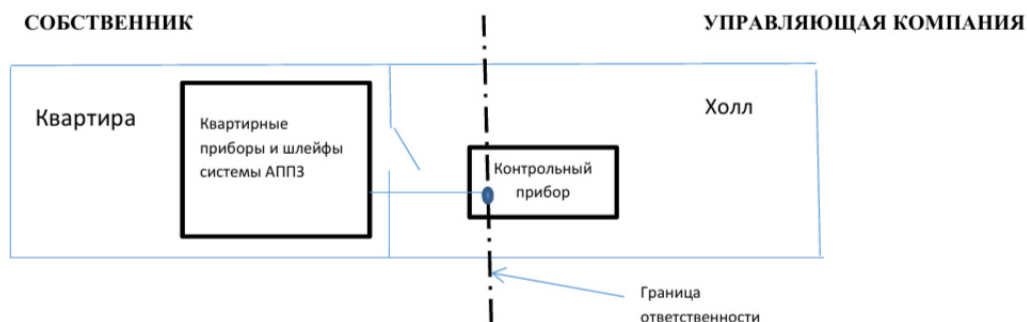 СОБСТВЕННИК
УПРАВЛЯЮЩАЯ КОМПАНИЯ
Квартира
Квартирные
приборы и шлейфы
системы АППЗ
Контрольный
прибор
Холл
Граница
ответственности